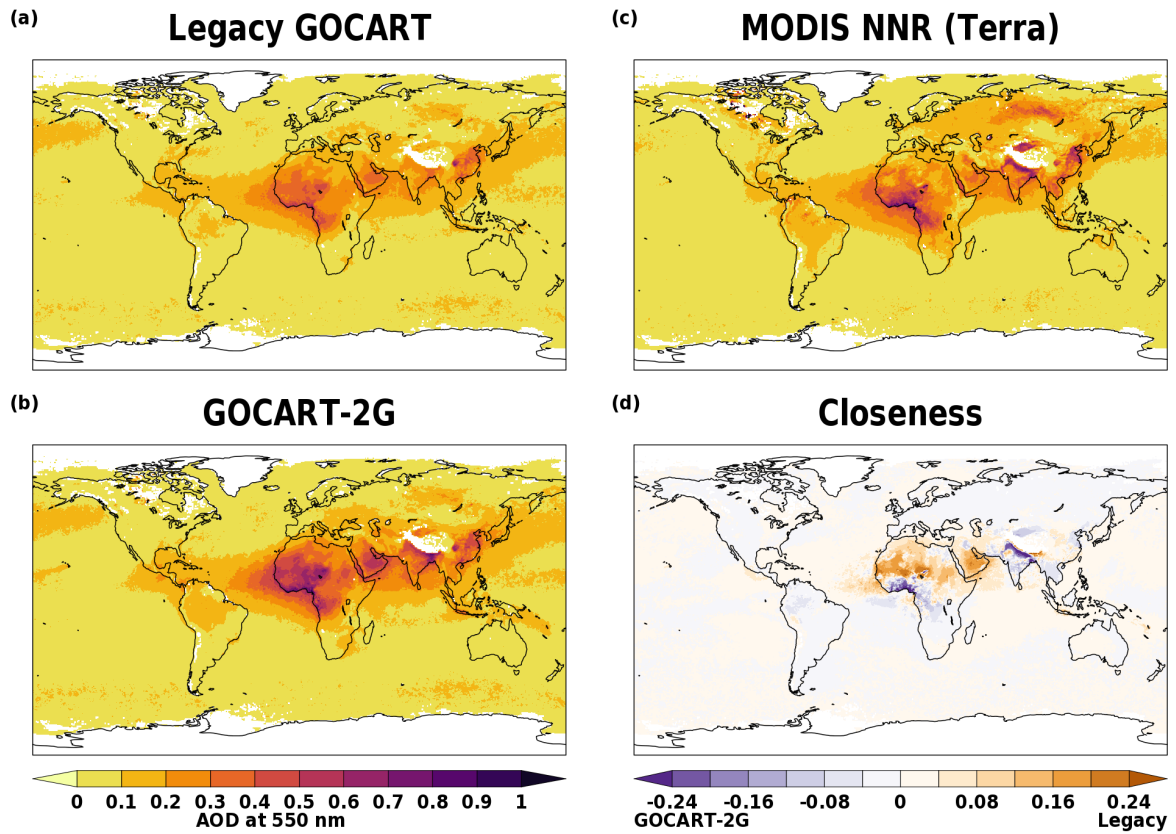 (a) Legacy GOCART
(c) MODIS NNR (Terra)
(b) GOCART-2G
(d) Closeness
0 0.1 0.2 0.3 0.4 0.5 0.6 0.7 0.8 0.9 1
AOD at 550 nm
-0.24 -0.16 -0.08 0 0.08 0.16 0.24
GOCART-2G Legacy